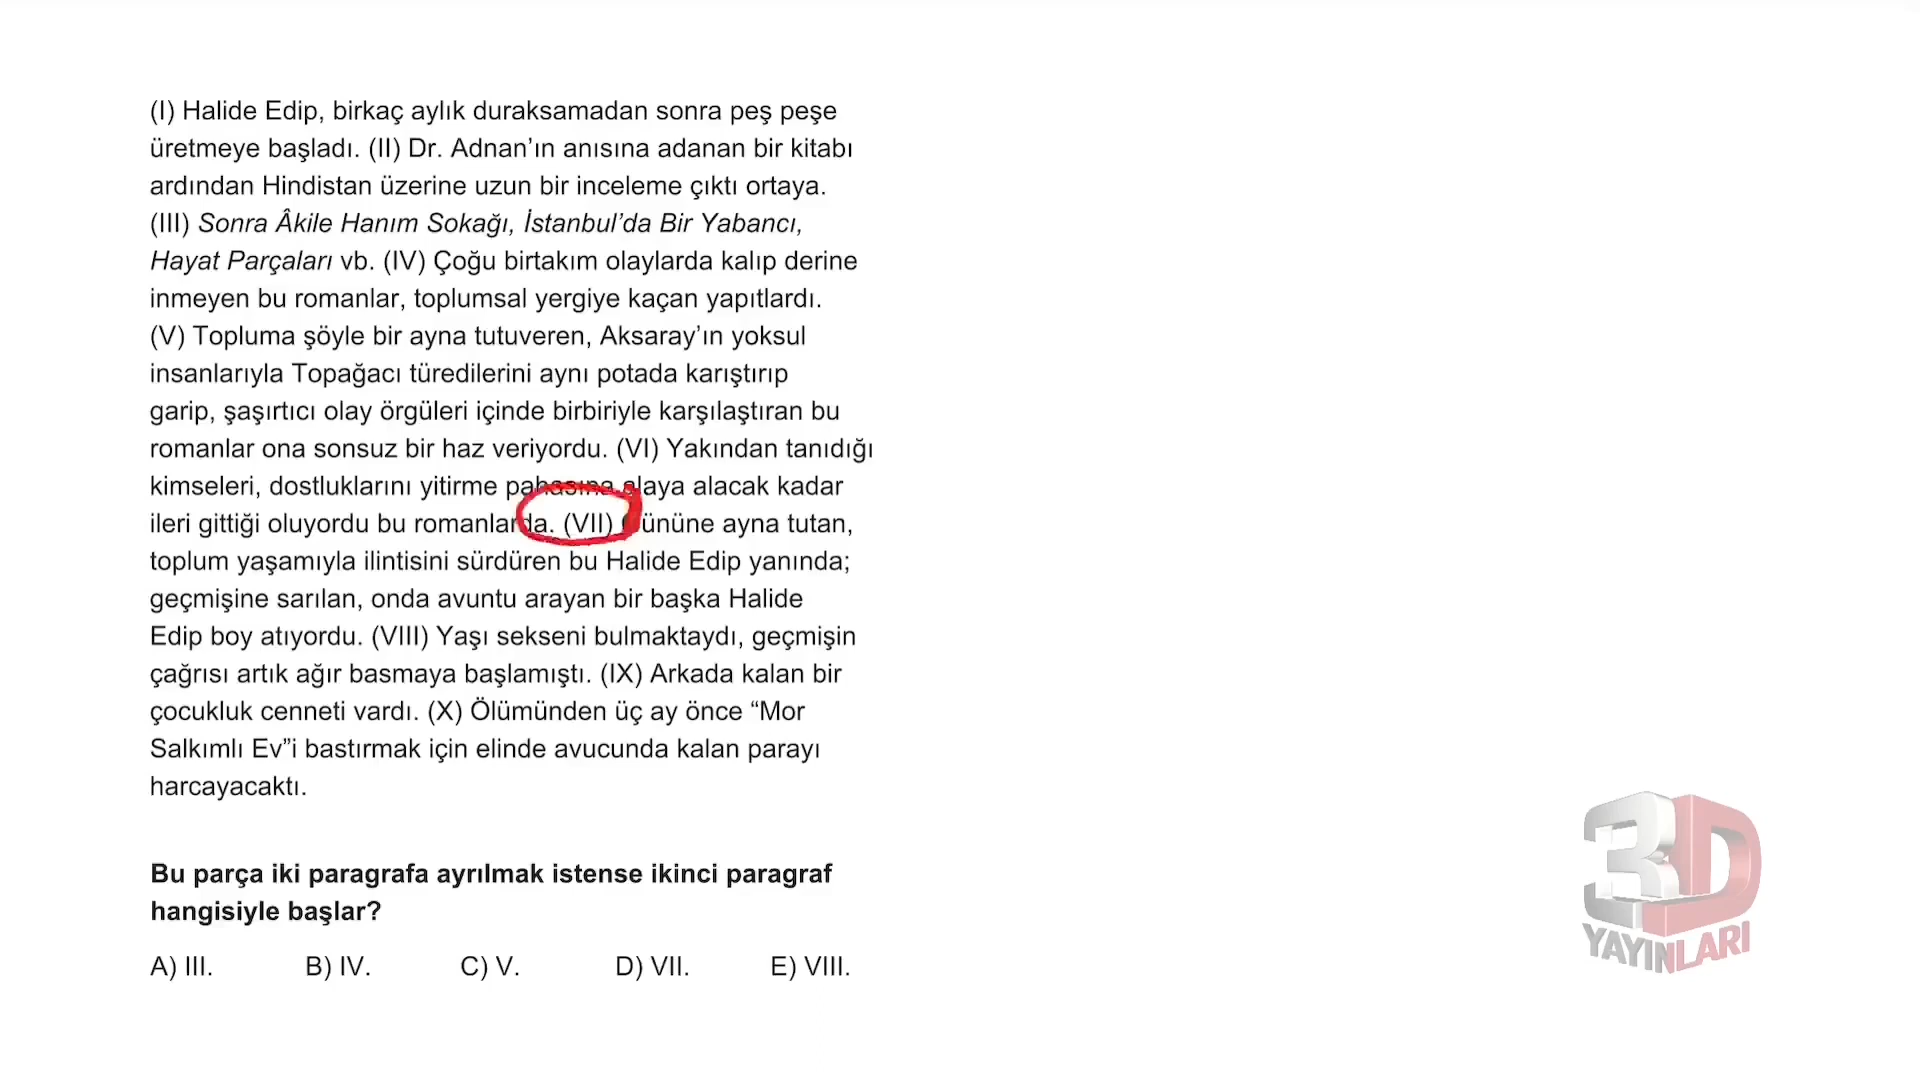 (I) Halide Edip, birkaç aylık duraksamadan sonra peş peşe
üretmeye başladı. (II) Dr. Adnan’ın anısına adanan bir kitabı
ardından Hindistan üzerine uzun bir inceleme çıktı ortaya.
(III) Sonra Âkile Hanım Sokağı, İstanbul’da Bir Yabancı,
Hayat Parçaları vb. (IV) Çoğu birtakım olaylarda kalıp derine
inmeyen bu romanlar, toplumsal yergiye kaçan yapıtlardı.
(V) Topluma şöyle bir ayna tutuveren, Aksaray’ın yoksul
insanlarıyla Topağacı türedilerini aynı potada karıştırıp
garip, şaşırtıcı olay örgüleri içinde birbiriyle karşılaştıran bu
romanlar ona sonsuz bir haz veriyordu. (VI) Yakından tanıdığı
kimseleri, dostluklarını yitirme pahasına alaya alacak kadar
ileri gittiği oluyordu bu romanlarda. (VII) Gününe ayna tutan,
toplum yaşamıyla ilintisini sürdüren bu Halide Edip yanında;
geçmişine sarılan, onda avuntu arayan bir başka Halide
Edip boy atıyordu. (VIII) Yaşı sekseni bulmaktaydı, geçmişin
çağrısı artık ağır basmaya başlamıştı. (IX) Arkada kalan bir
çocukluk cenneti vardı. (X) Ölümünden üç ay önce “Mor
Salkımlı Ev”i bastırmak için elinde avucunda kalan parayı
harcayacaktı.
Bu parça iki paragrafa ayrılmak istense ikinci paragraf
hangisiyle başlar?
A) III. B) IV. C) V. D) VII. E) VIII.
3D
YAYINLARI